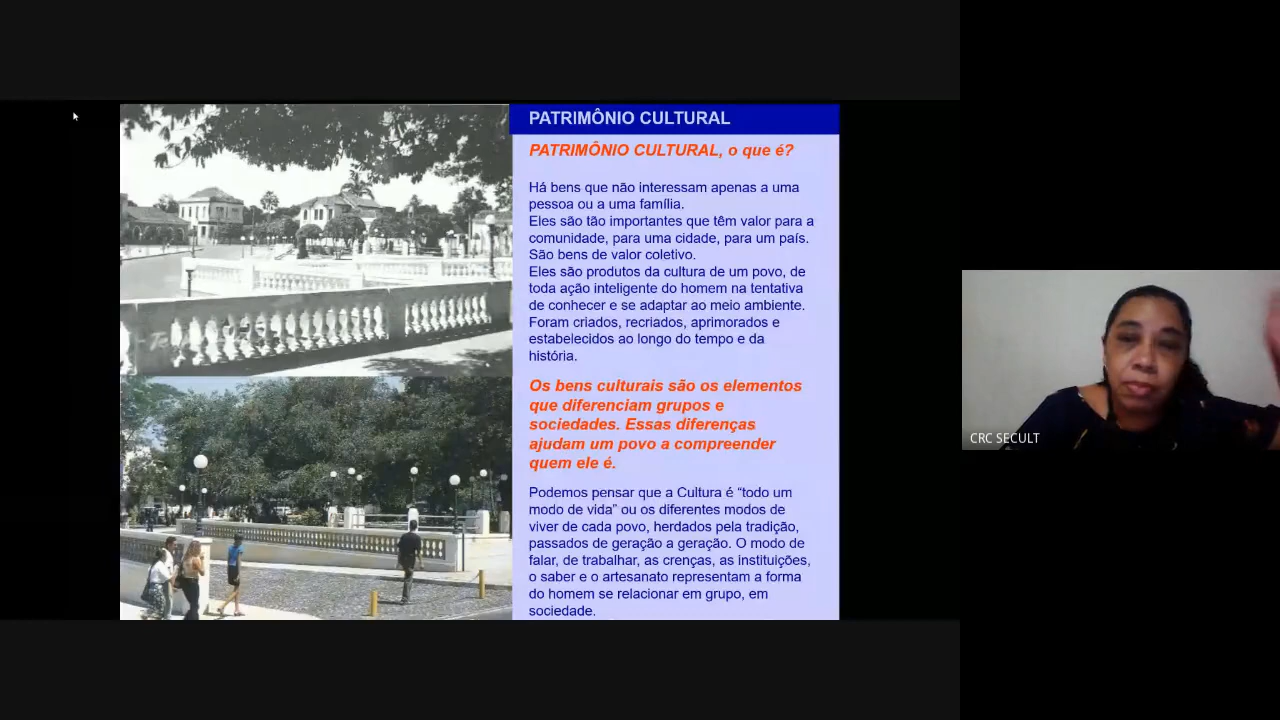 PATRIMÔNIO CULTURAL
PATRIMÔNIO CULTURAL, o que é?
Há bens que não interessam apenas a uma
pessoa ou a uma família.
Eles são tão importantes que têm valor para a
comunidade, para uma cidade, para um país.
São bens de valor coletivo.
Eles são produtos da cultura de um povo, de
toda ação inteligente do homem na tentativa
de conhecer e se adaptar ao meio ambiente.
Foram criados, recriados, aprimorados e
estabelecidos ao longo do tempo e da
história.
Os bens culturais são os elementos
que diferenciam grupos e
sociedades. Essas diferenças
ajudam um povo a compreender
quem ele é.
Podemos pensar que a Cultura é “todo um
modo de vida” ou os diferentes modos de
viver de cada povo, herdados pela tradição,
passados de geração a geração. O modo de
falar, de trabalhar, as crenças, as instituições,
o saber e o artesanato representam a forma
do homem se relacionar em grupo, em
sociedade.
CRC SECULT